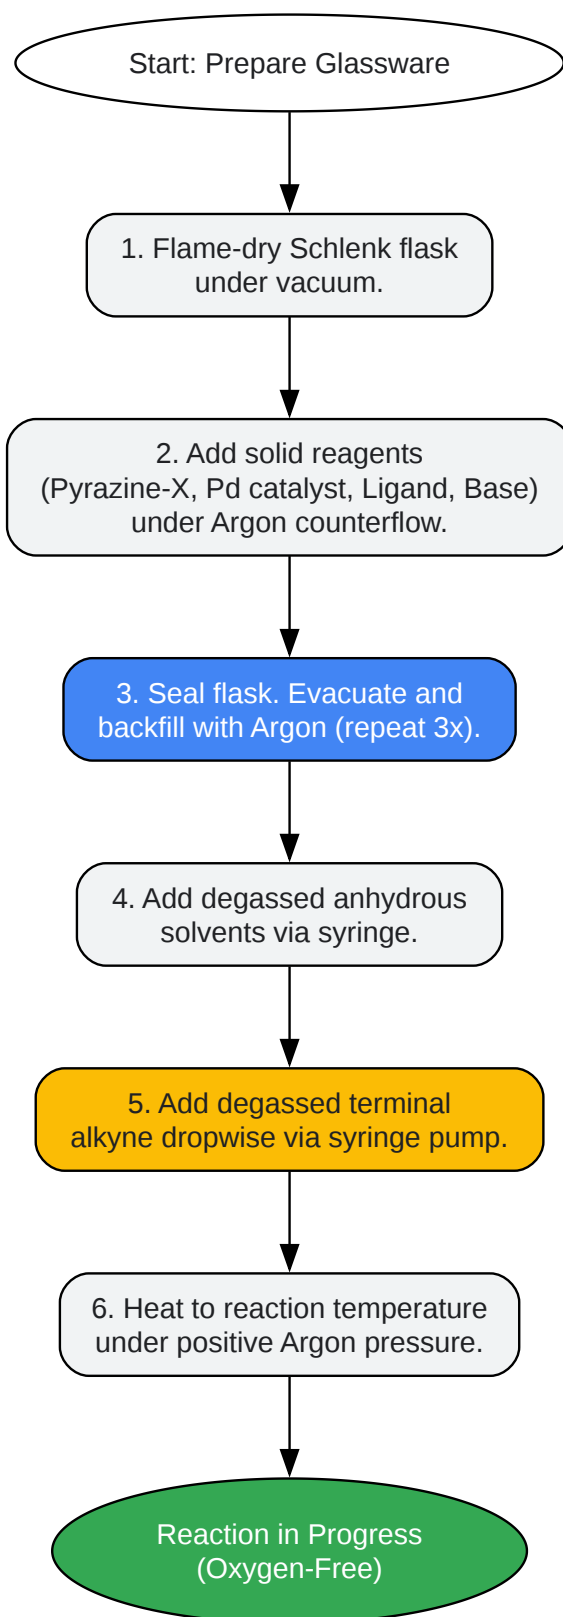 Start: Prepare Glassware
1. Flame-dry Schlenk flask
under vacuum.
2. Add solid reagents
(Pyrazine-X, Pd catalyst, Ligand, Base)
under Argon counterflow.
3. Seal flask. Evacuate and
backfill with Argon (repeat 3x).
4. Add degassed anhydrous
solvents via syringe.
5. Add degassed terminal
alkyne dropwise via syringe pump.
6. Heat to reaction temperature
under positive Argon pressure.
Reaction in Progress
(Oxygen-Free)